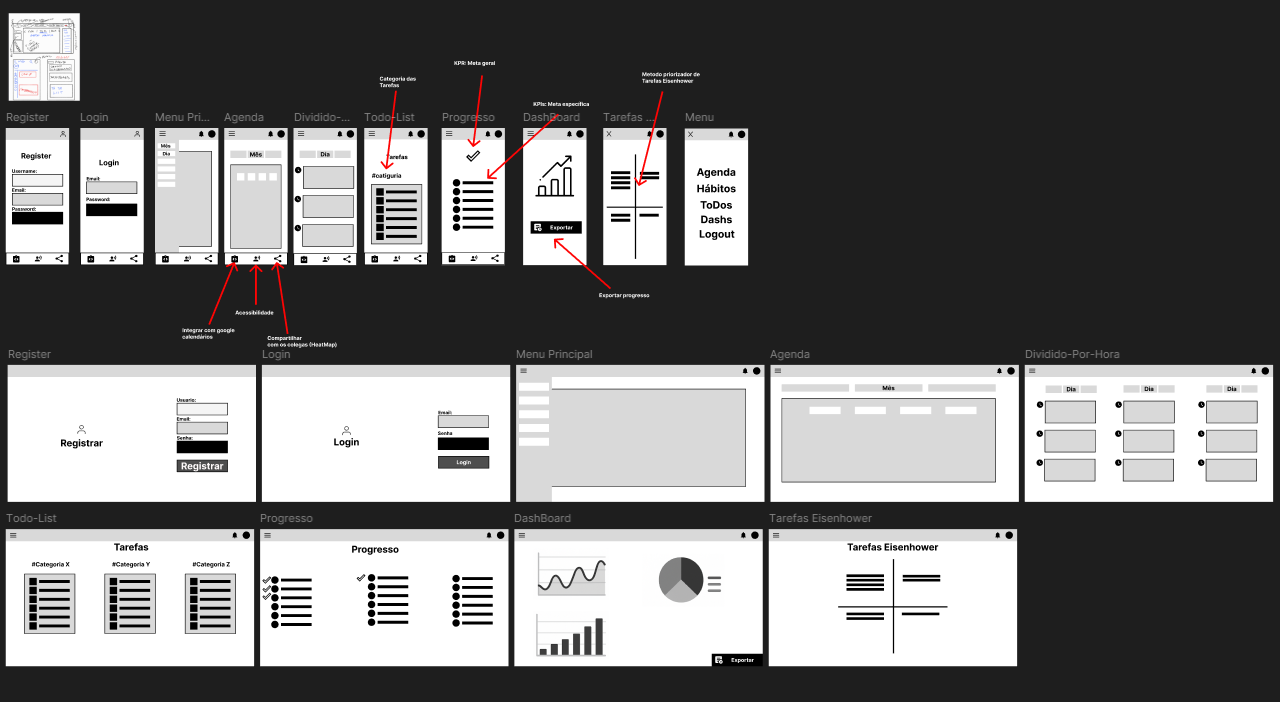 KPR: Meta geral
Categoria das
Tarefas
Metodo priorizador de
Tarefas Eisenhower
KPIs: Meta especifica
Register
Login
Menu Pri...
Agenda
Dividido-...
Todo-List
Progresso
DashBoard
Tarefas ...
Menu
Register
Username:
Email:
Password:
Login
Email:
Password:
Mês
Dia
Mês
Dia
Tarefas
#catiguria
Exportar
Agenda
Hábitos
ToDos
Dashs
Logout
Exportar progresso
Acessibilidade
Integrar com google
calendários
Compartilhar
com os colegas (HeatMap)
Register
Login
Menu Principal
Agenda
Dividido-Por-Hora
Registrar
Usuario:
Email:
Senha:
Registrar
Login
Email:
Senha
Login
Mês
Dia
Dia
Dia
Todo-List
Progresso
DashBoard
Tarefas Eisenhower
Tarefas
#Categoria X
#Categoria Y
#Categoria Z
Progresso
Exportar
Tarefas Eisenhower